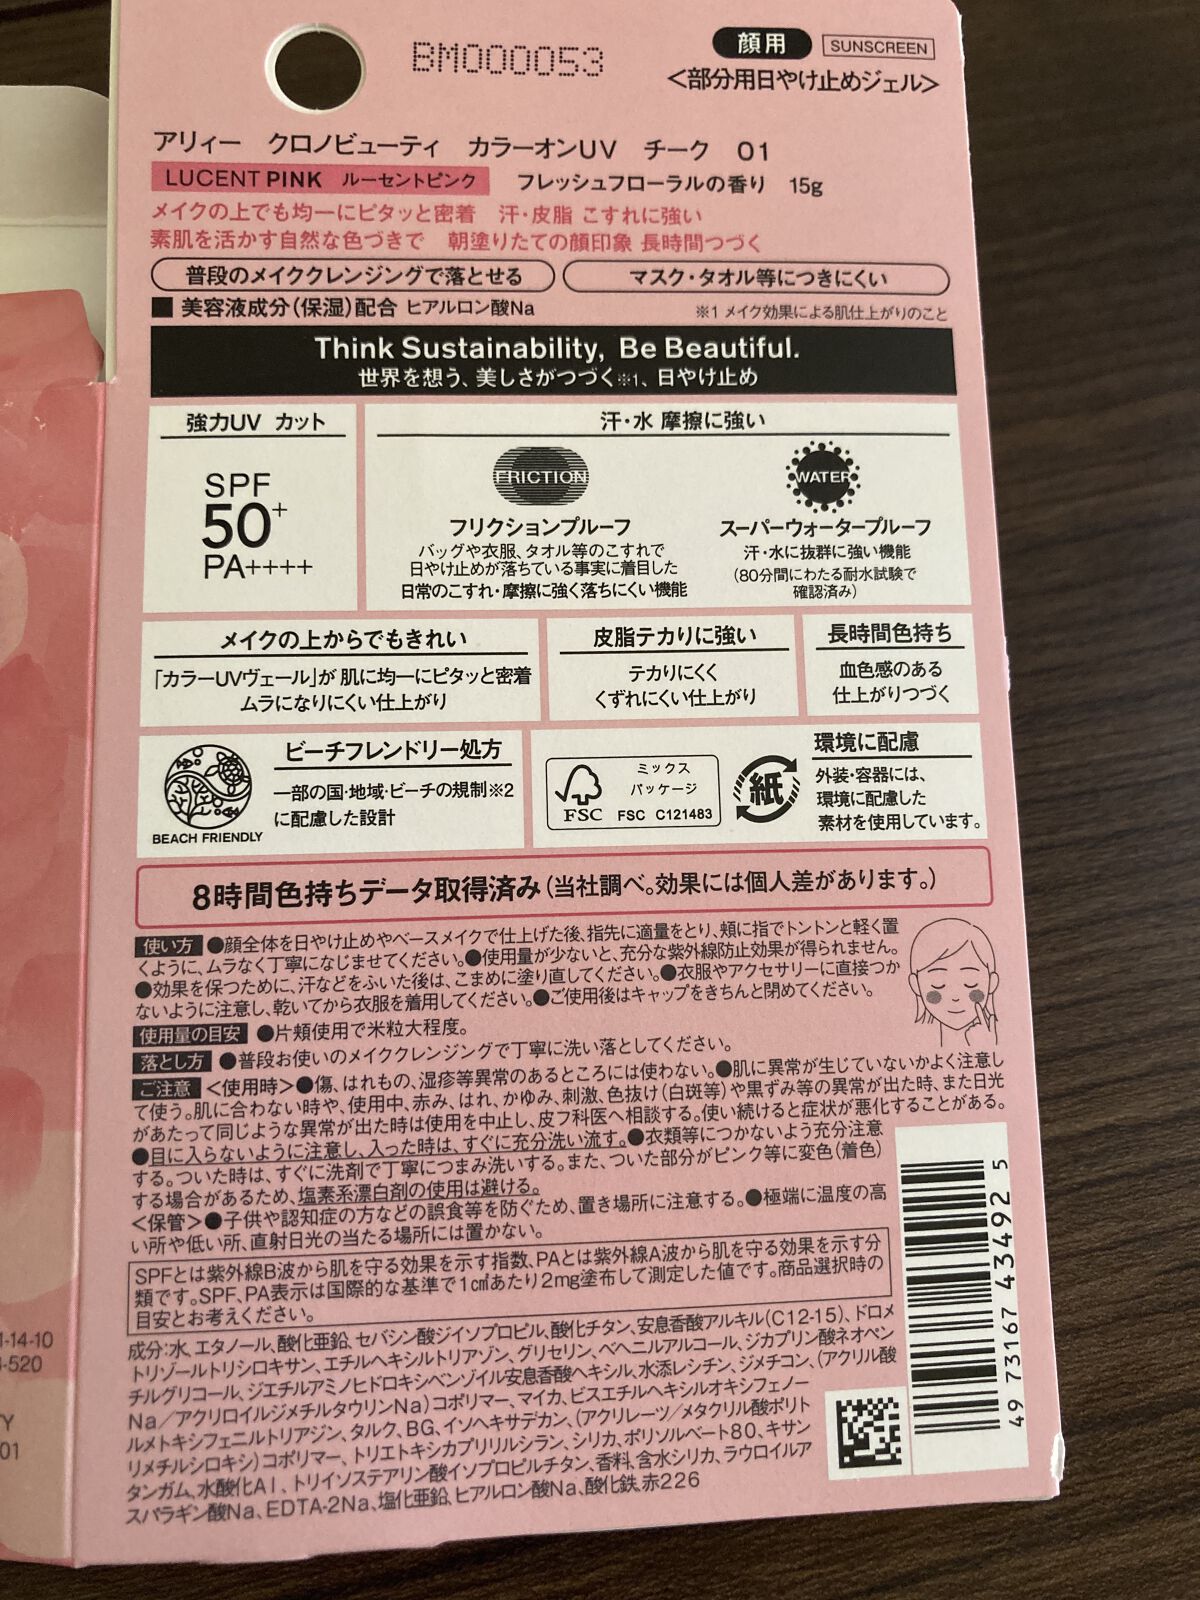 BM000053
顔用 SUNSCREEN
<部分用日やけ止めジェル>
アリィー クロノビューティ カラーオンUV チーク 01
LUCENT PINK ルーセントピンク フレッシュフローラルの香り 15g
メイクの上でも均一にピタッと密着 汗・皮脂 こすれに強い
素肌を活かす自然な色づきで 朝塗りたての顔印象 長時間つづく
普段のメイククレンジングで落とせる マスク・タオル等につきにくい
■ 美容液成分(保湿)配合 ヒアルロン酸Na ※1 メイク効果による肌仕上がりのこと
Think Sustainability, Be Beautiful.
世界を想う、美しさがつづく※1、日やけ止め
強力UV カット
SPF
50+
PA++++
汗・水 摩擦に強い
FRICTION
フリクションプルーフ
バッグや衣服、タオル等のこすれで
日やけ止めが落ちている事実に着目した
日常のこすれ・摩擦に強く落ちにくい機能
WATER
スーパーウォータープルーフ
汗・水に抜群に強い機能
(80分間にわたる耐水試験で
確認済み)
メイクの上からでもきれい
「カラーUVヴェール」が 肌に均一にピタッと密着
ムラになりにくい仕上がり
皮脂テカりに強い
テカりにくく
くずれにくい仕上がり
長時間色持ち
血色感のある
仕上がりつづく
BEACH FRIENDLY
ビーチフレンドリー処方
一部の国・地域・ビーチの規制※2
に配慮した設計
FSC
ミックス
パッケージ
FSC C121483
紙
環境に配慮
外装・容器には、
環境に配慮した
素材を使用しています。
8時間色持ちデータ取得済み(当社調べ。効果には個人差があります。)
使い方 ●顔全体を日やけ止めやベースメイクで仕上げた後、指先に適量をとり、頬に指でトントンと軽く置
くように、ムラなく丁寧になじませてください。●使用量が少ないと、充分な紫外線防止効果が得られません。
●効果を保つために、汗などをふいた後は、こまめに塗り直してください。●衣服やアクセサリーに直接つか
ないように注意し、乾いてから衣服を着用してください。●ご使用後はキャップをきちんと閉めてください。
使用量の目安 ●片頬使用で米粒大程度。
落とし方 ●普段お使いのメイククレンジングで丁寧に洗い落としてください。
ご注意 <使用時>●傷、はれもの、湿疹等異常のあるところには使わない。●肌に異常が生じていないかよく注意し
て使う。肌に合わない時や、使用中、赤み、はれ、かゆみ、刺激、色抜け(白斑等)や黒ずみ等の異常が出た時、また日光
があたって同じような異常が出た時は使用を中止し、皮フ科医へ相談する。使い続けると症状が悪化することがある。
●目に入らないように注意し、入った時は、すぐに充分洗い流す。●衣類等につかないよう充分注意
する。ついた時は、すぐに洗剤で丁寧につまみ洗いする。また、ついた部分がピンク等に変色(着色)
する場合があるため、塩素系漂白剤の使用は避ける。
<保管>●子供や認知症の方などの誤食等を防ぐため、置き場所に注意する。●極端に温度の高
い所や低い所、直射日光の当たる場所には置かない。
SPFとは紫外線B波から肌を守る効果を示す指数、PAとは紫外線A波から肌を守る効果を示す分
類です。SPF、PA表示は国際的な基準で1㎠あたり2mg塗布して測定した値です。商品選択時の
目安とお考えください。
成分:水、エタノール、酸化亜鉛、セバシン酸ジイソプロピル、酸化チタン、安息香酸アルキル(C12-15)、ドロメ
トリゾールトリシロキサン、エチルヘキシルトリアゾン、グリセリン、ベヘニルアルコール、ジカプリン酸ネオペン
チルグリコール、ジエチルアミノヒドロキシベンゾイル安息香酸ヘキシル、水添レシチン、ジメチコン、(アクリル酸
Na/アクリロイルジメチルタウリンNa)コポリマー、マイカ、ビスエチルヘキシルオキシフェノー
ルメトキシフェニルトリアジン、タルク、BG、イソヘキサデカン、(アクリレーツ/メタクリル酸ポリト
リメチルシロキシ)コポリマー、トリエトキシカプリリルシラン、シリカ、ポリソルベート80、キサン
タンガム、水酸化Al、トリイソステアリン酸イソプロピルチタン、香料、含水シリカ、ラウロイルア
スパラギン酸Na、EDTA-2Na、塩化亜鉛、ヒアルロン酸Na、酸化鉄、赤226
49 73167 43492 5
-14-10
-520
TY
01